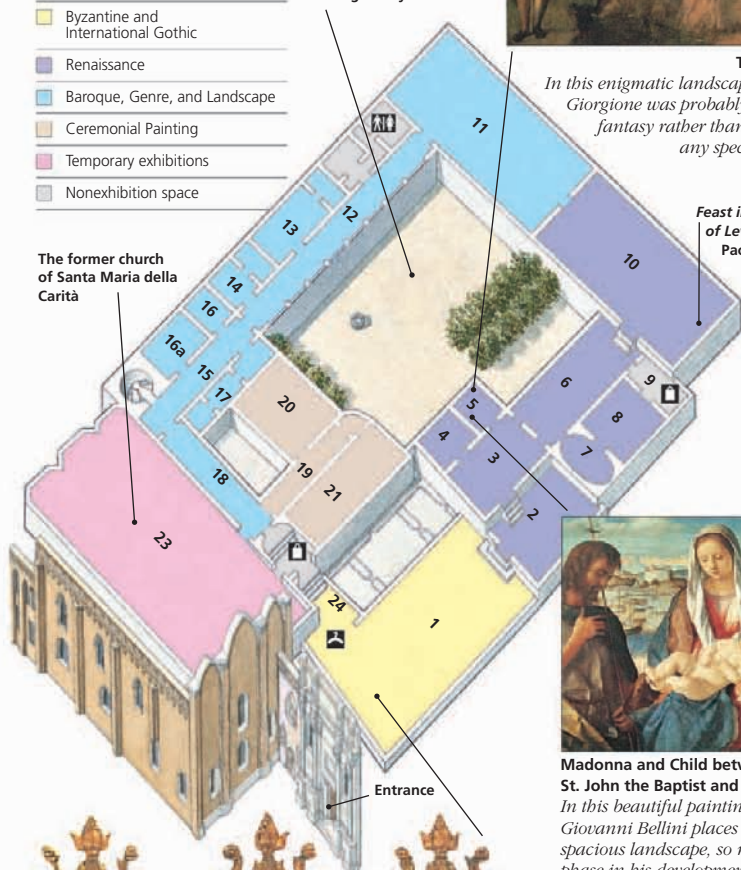 Byzantine and
International Gothic
Renaissance
Baroque, Genre, and Landscape
Ceremonial Painting
Temporary exhibitions
Nonexhibition space
The former church
of Santa Maria della
Carità
In this enigmatic
Giorgione was probably
fantasy rather than
any
Feast
of
11
12
13
14
16
16a
15
17
18
20
19
21
23
24
1
2
3
4
5
6
7
8
9
10
Entrance
Madonna and Child
St. John the Baptist and
In this beautiful
Giovanni Bellini places
spacious landscape, so
phase in his